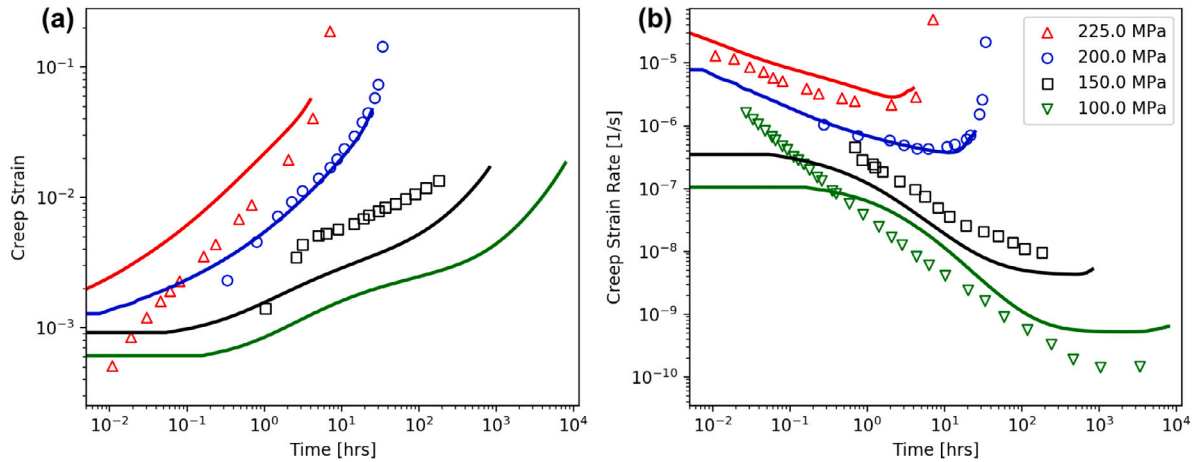 (a)
10⁻¹
10⁻²
10⁻³
Creep Strain
10⁻² 10⁻¹ 10⁰ 10¹ 10² 10³ 10⁴
Time [hrs]
(b)
225.0 MPa
200.0 MPa
150.0 MPa
100.0 MPa
10⁻⁵
10⁻⁶
10⁻⁷
10⁻⁸
10⁻⁹
10⁻¹⁰
Creep Strain Rate [1/s]
10⁻² 10⁻¹ 10⁰ 10¹ 10² 10³ 10⁴
Time [hrs]